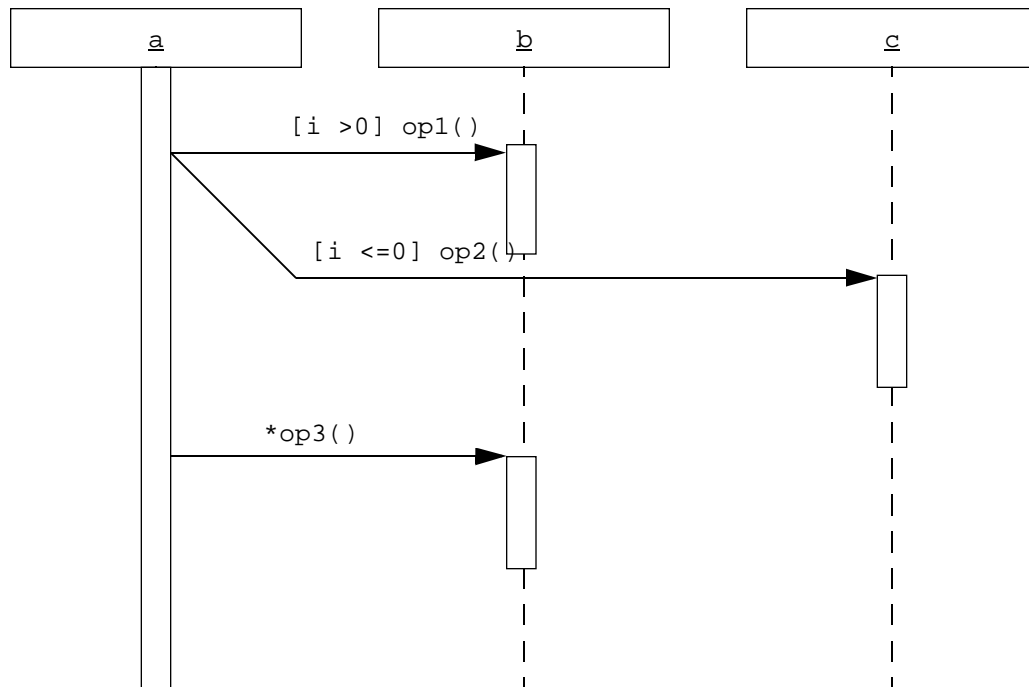 a
b
c
[i >0] op1()
[i <=0] op2()
*op3()